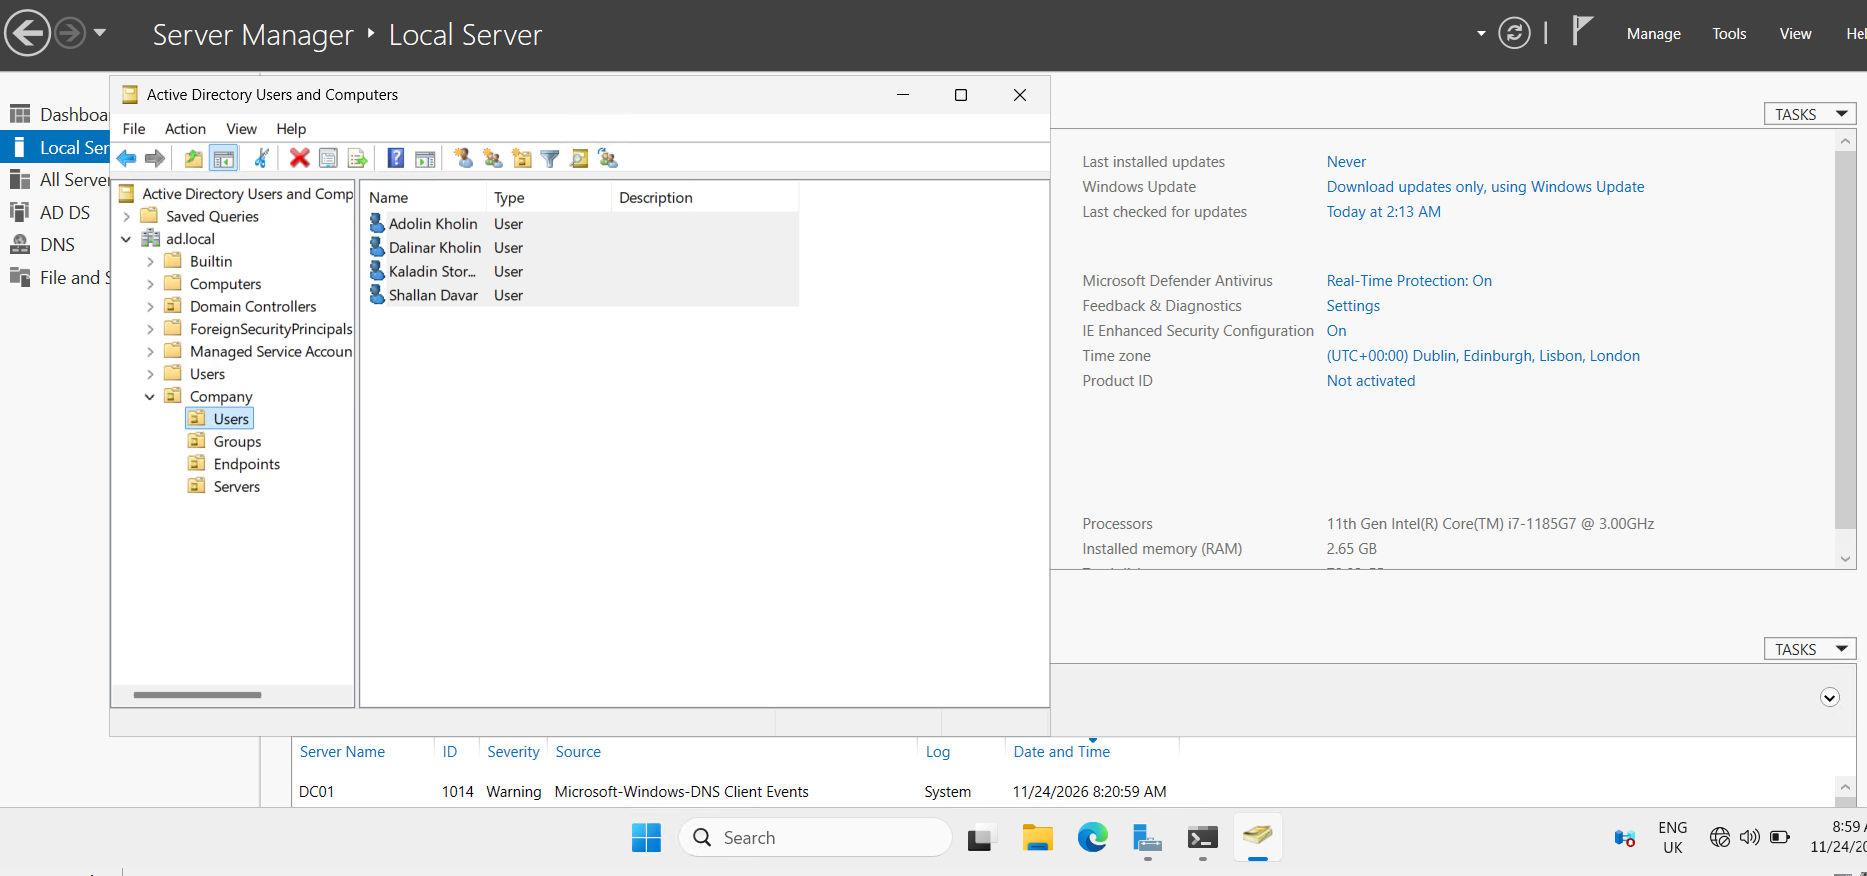 Server Manager ‣ Local Server
Manage Tools View Hel
Dashboa
Local Ser
All Server
AD DS
DNS
File and S
Active Directory Users and Computers
File Action View Help
Active Directory Users and Comp
Saved Queries
ad.local
Builtin
Computers
Domain Controllers
ForeignSecurityPrincipals
Managed Service Accoun
Users
Company
Users
Groups
Endpoints
Servers
Name Type Description
Adolin Kholin User
Dalinar Kholin User
Kaladin Stor... User
Shallan Davar User
TASKS
Last installed updates Never
Windows Update Download updates only, using Windows Update
Last checked for updates Today at 2:13 AM
Microsoft Defender Antivirus Real-Time Protection: On
Feedback & Diagnostics Settings
IE Enhanced Security Configuration On
Time zone (UTC+00:00) Dublin, Edinburgh, Lisbon, London
Product ID Not activated
Processors 11th Gen Intel(R) Core(TM) i7-1185G7 @ 3.00GHz
Installed memory (RAM) 2.65 GB
TASKS
Server Name ID Severity Source Log Date and Time
DC01 1014 Warning Microsoft-Windows-DNS Client Events System 11/24/2026 8:20:59 AM
Search
ENG
UK
8:59 A
11/24/20